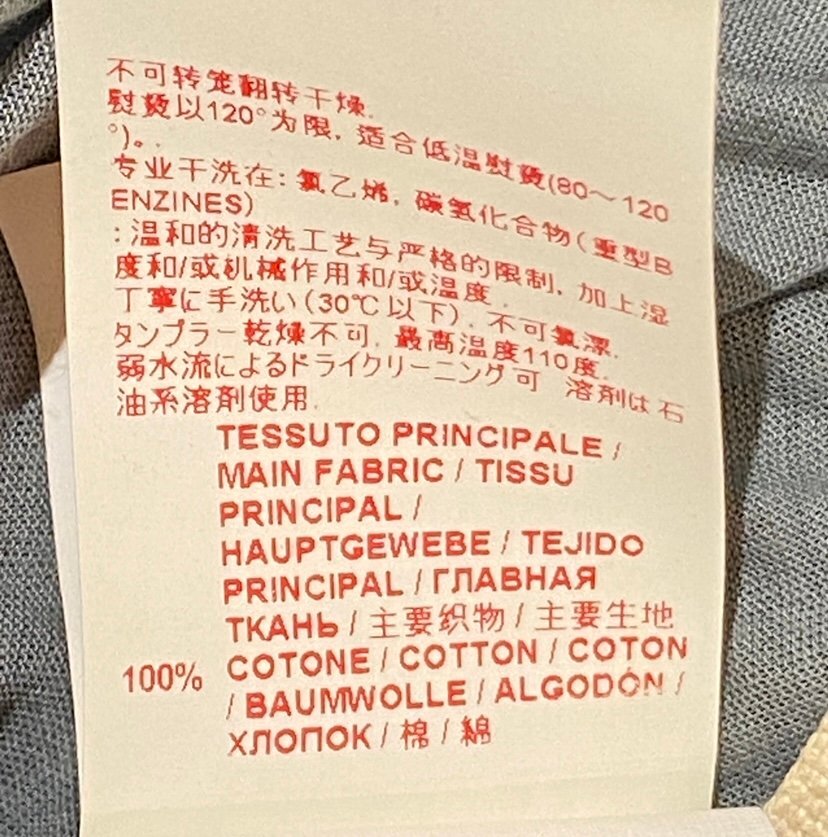 不可转笼翻转干燥.
熨烫以120°为限, 适合低温熨烫(80～120
°)。.
专业干洗在: 氯乙烯, 碳氢化合物(重型B
ENZINES)
:温和的清洗工艺与严格的限制, 加上湿
度和/或机械作用和/或温度.
丁寧に手洗い(30℃以下). 不可氯漂.
タンブラー乾燥不可. 最高温度110度.
弱水流によるドライクリーニング可 溶剤は石
油系溶剤使用.
TESSUTO PRINCIPALE /
MAIN FABRIC / TISSU
PRINCIPAL /
HAUPTGEWEBE / TEJIDO
PRINCIPAL / ГЛАВНАЯ
ТКАНЬ / 主要织物 / 主要生地
100% COTONE / COTTON / COTON
/ BAUMWOLLE / ALGODÓN /
ХЛОПОК / 棉 / 綿